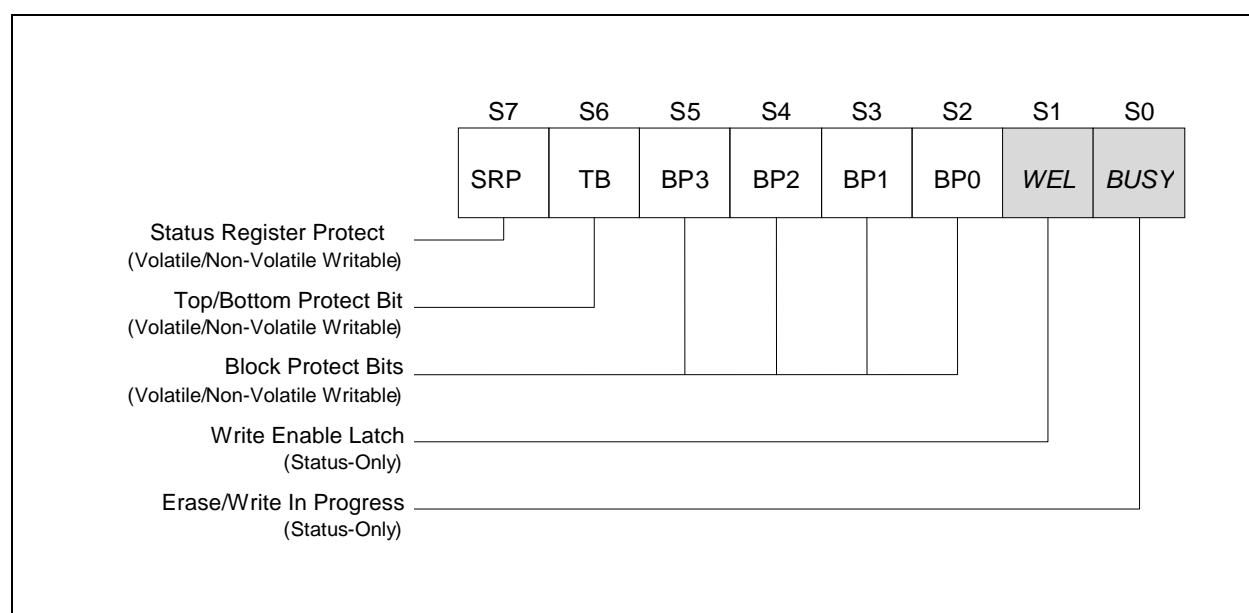 S7 S6 S5 S4 S3 S2 S1 S0
SRP TB BP3 BP2 BP1 BP0 WEL BUSY
Status Register Protect
(Volatile/Non-Volatile Writable)
Top/Bottom Protect Bit
(Volatile/Non-Volatile Writable)
Block Protect Bits
(Volatile/Non-Volatile Writable)
Write Enable Latch
(Status-Only)
Erase/Write In Progress
(Status-Only)